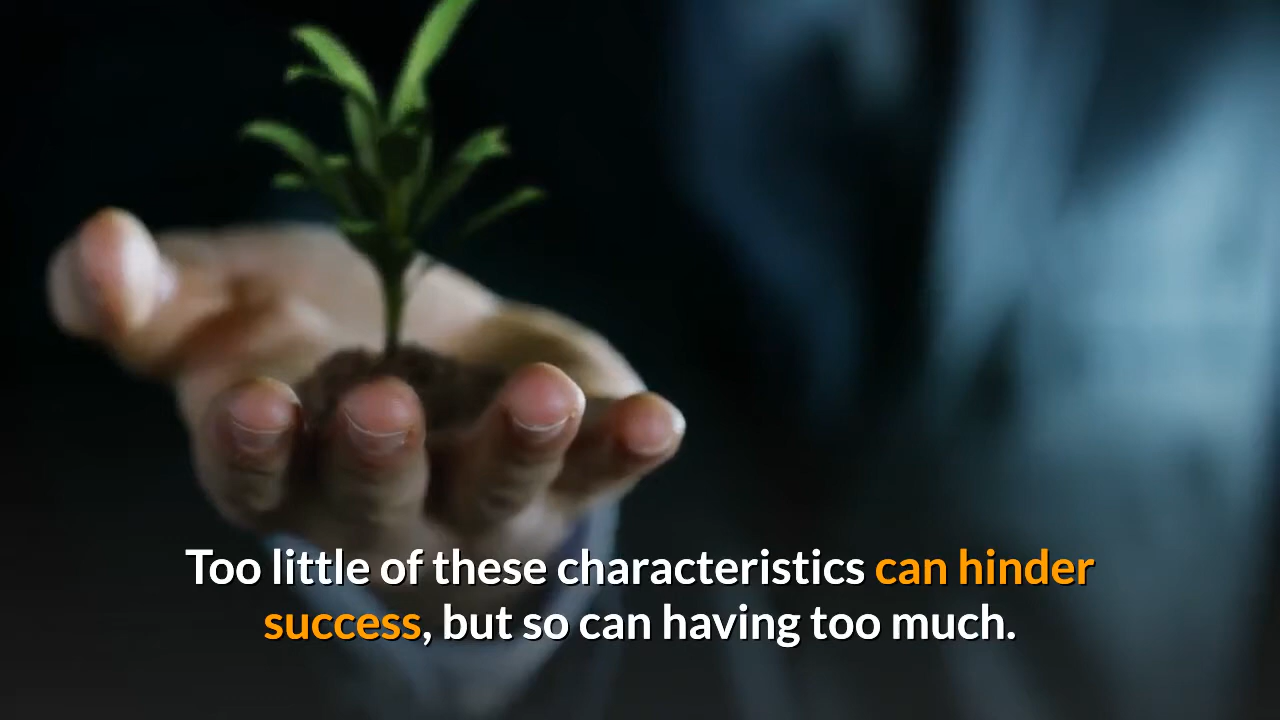 Too little of these characteristics can hinder
success, but so can having too much.